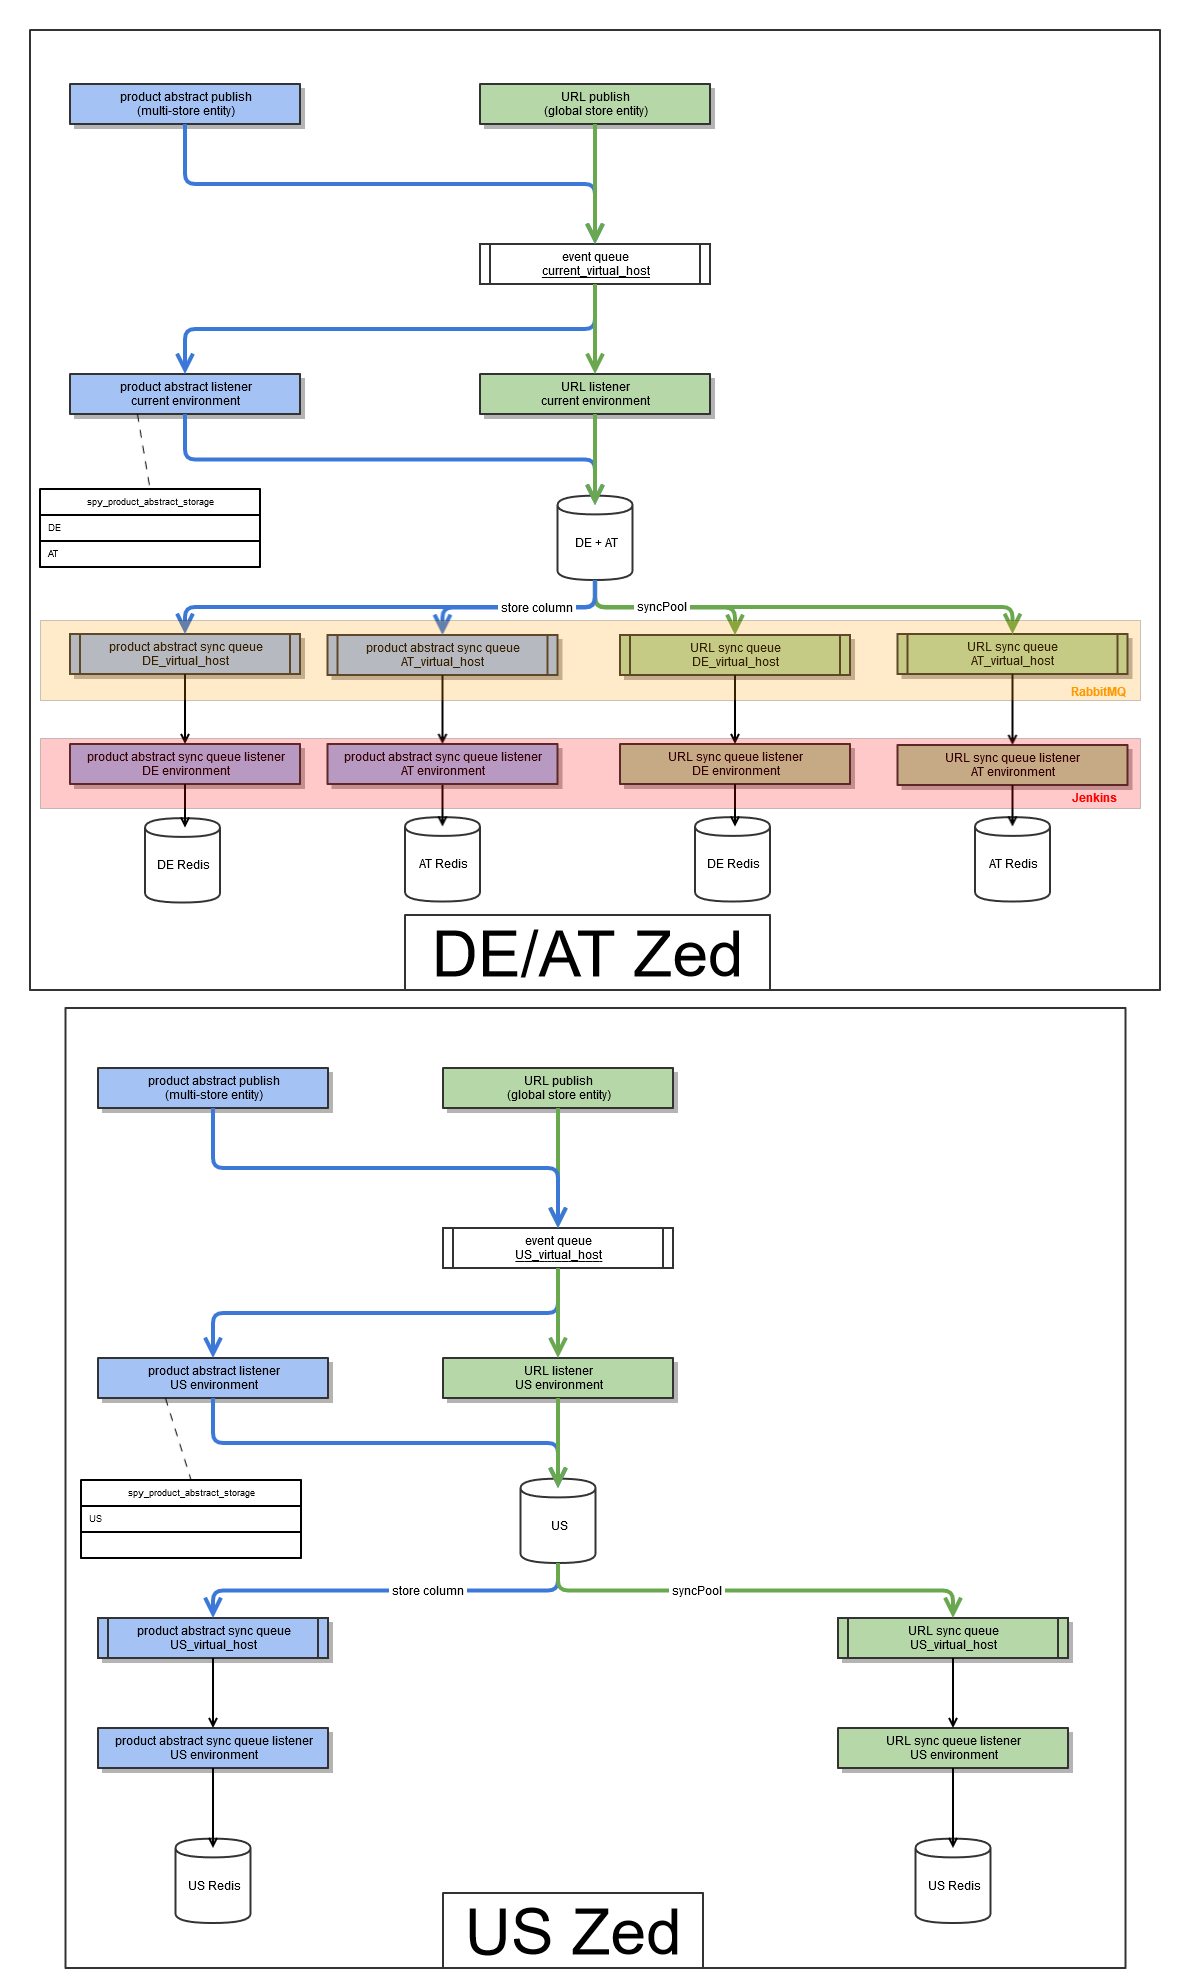 product abstract publish
(multi-store entity)
URL publish
(global store entity)
event queue
current_virtual_host
product abstract listener
current environment
URL listener
current environment
spy_product_abstract_storage
DE
AT
DE + AT
store column
syncPool
product abstract sync queue
DE_virtual_host
product abstract sync queue
AT_virtual_host
URL sync queue
DE_virtual_host
URL sync queue
AT_virtual_host
RabbitMQ
product abstract sync queue listener
DE environment
product abstract sync queue listener
AT environment
URL sync queue listener
DE environment
URL sync queue listener
AT environment
Jenkins
DE Redis
AT Redis
DE Redis
AT Redis
DE/AT Zed
product abstract publish
(multi-store entity)
URL publish
(global store entity)
event queue
US_virtual_host
product abstract listener
US environment
URL listener
US environment
spy_product_abstract_storage
US
US
store column
syncPool
product abstract sync queue
US_virtual_host
URL sync queue
US_virtual_host
product abstract sync queue listener
US environment
URL sync queue listener
US environment
US Redis
US Redis
US Zed